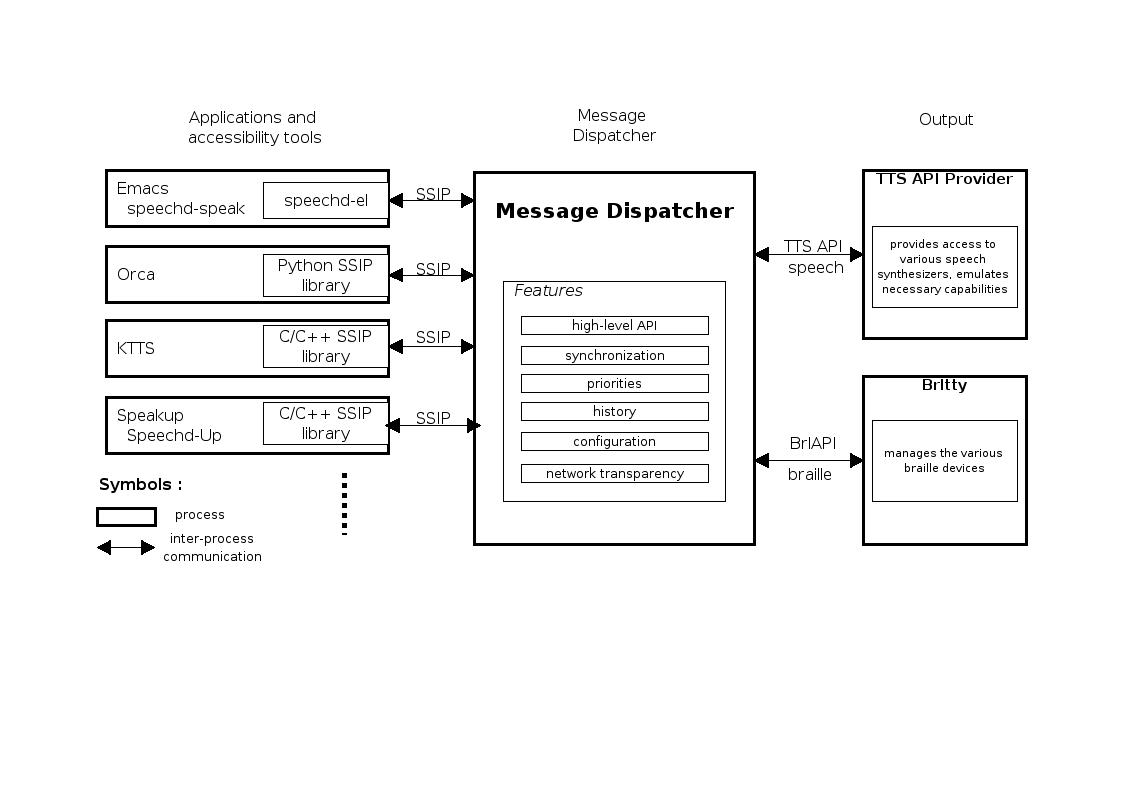 Applications and
accessibility tools
Message
Dispatcher
Output
Emacs
speechd-speak
speechd-el
SSIP
Orca
Python SSIP
library
SSIP
KTTS
C/C++ SSIP
library
SSIP
Speakup
Speechd-Up
C/C++ SSIP
library
SSIP
Message Dispatcher
Features
high-level API
synchronization
priorities
history
configuration
network transparency
TTS API
speech
TTS API Provider
provides access to
various speech
synthesizers, emulates
necessary capabilities
BrlAPI
braille
Brltty
manages the various
braille devices
Symbols :
process
inter-process
communication